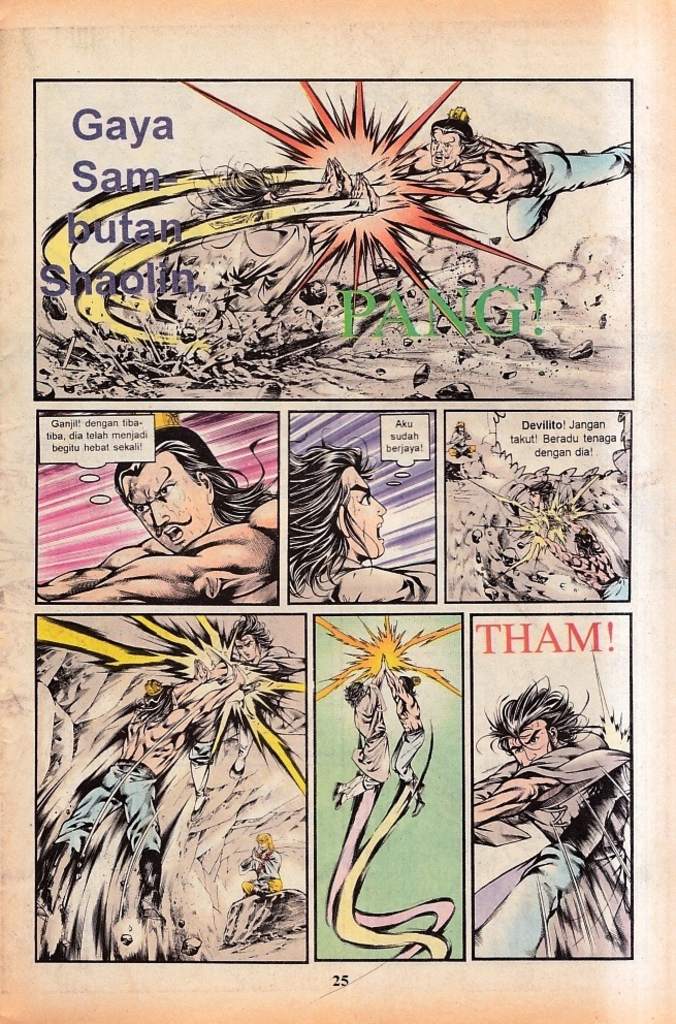 Gaya
Sam-
butan
Shaolin.
PANG!
Ganjil! dengan tiba-
tiba, dia telah menjadi
begitu hebat sekali!
Aku
sudah
berjaya!
Devilito! Jangan
takut! Beradu tenaga
dengan dia!
THAM!
25